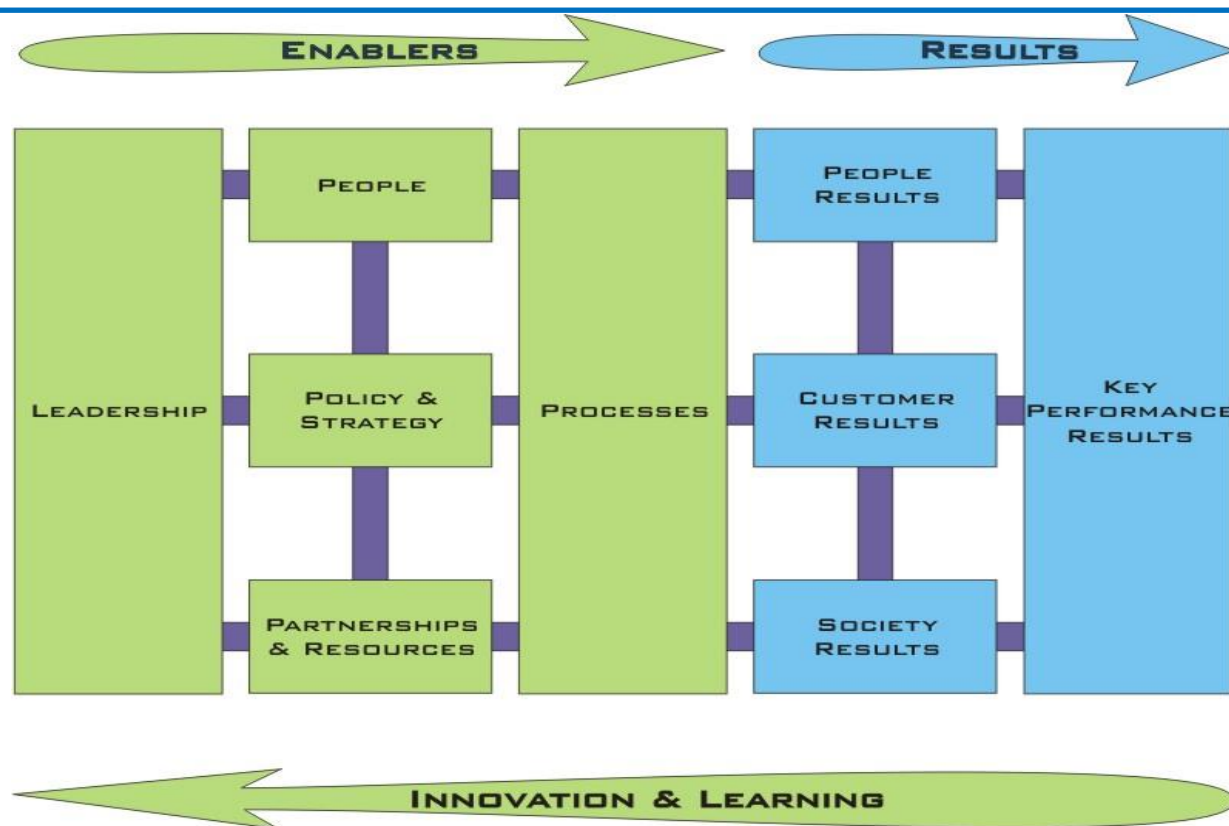 ENABLERS
RESULTS
LEADERSHIP
PEOPLE
POLICY &
STRATEGY
PARTNERSHIPS
& RESOURCES
PROCESSES
PEOPLE
RESULTS
CUSTOMER
RESULTS
SOCIETY
RESULTS
KEY
PERFORMANCE
RESULTS
INNOVATION & LEARNING